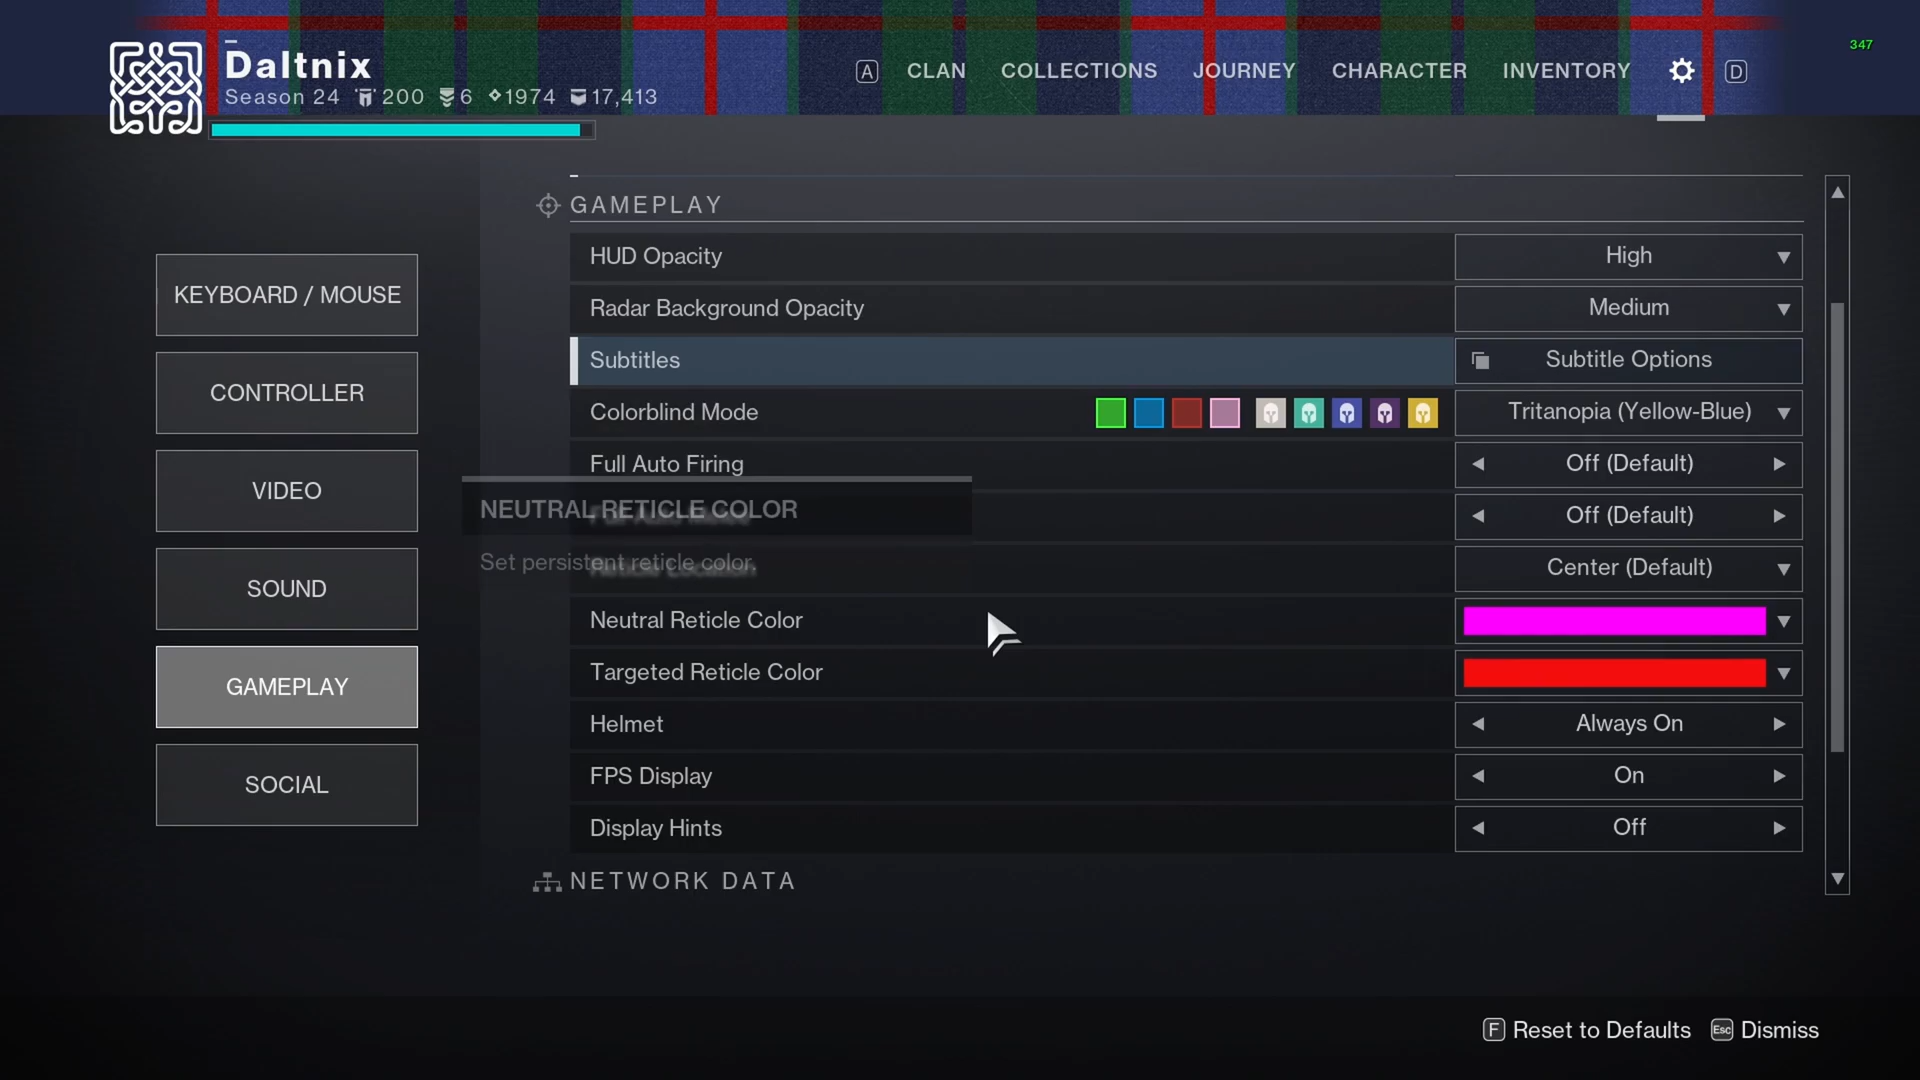 Daltnix
Season 24 200 6 1974 17,413
A CLAN COLLECTIONS JOURNEY CHARACTER INVENTORY D
347
KEYBOARD / MOUSE
CONTROLLER
VIDEO
SOUND
GAMEPLAY
SOCIAL
GAMEPLAY
HUD Opacity High
Radar Background Opacity Medium
Subtitles Subtitle Options
Colorblind Mode Tritanopia (Yellow-Blue)
Full Auto Firing Off (Default)
NEUTRAL RETICLE COLOR
Off (Default)
Set persistent reticle color.
Center (Default)
Neutral Reticle Color
Targeted Reticle Color
Helmet Always On
FPS Display On
Display Hints Off
NETWORK DATA
F Reset to Defaults Esc Dismiss